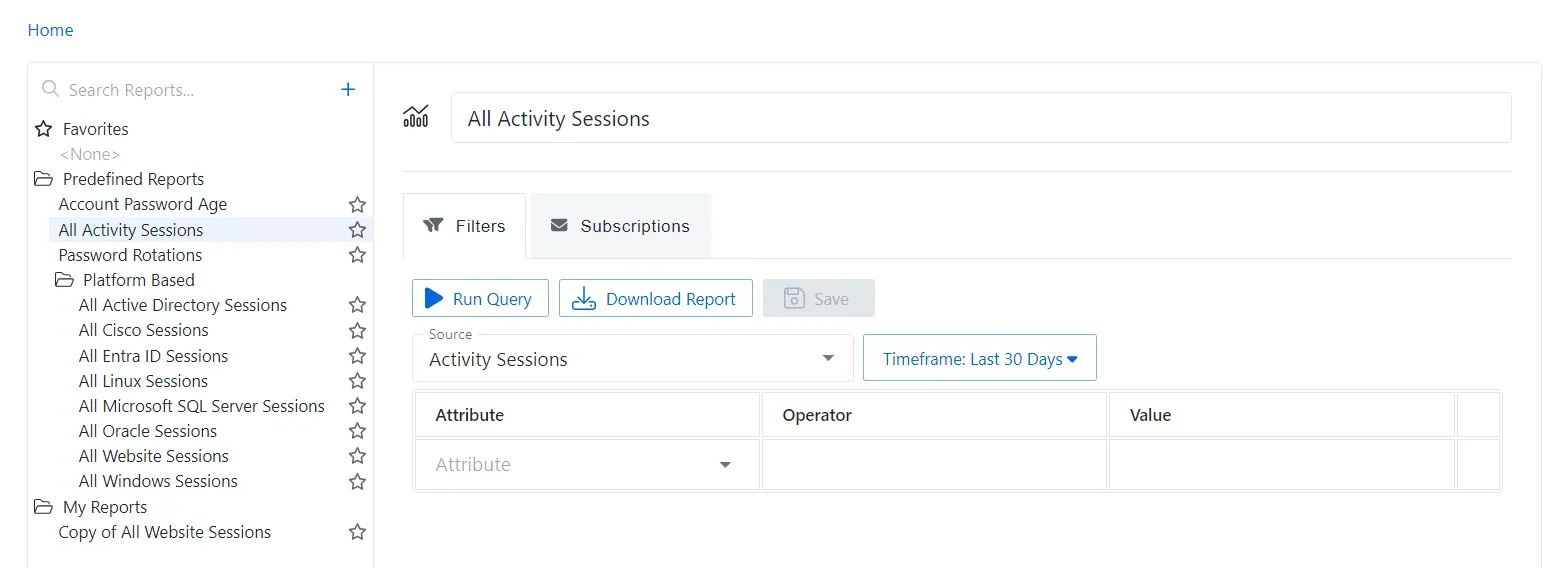 Home
Search Reports...
Favorites
<None>
Predefined Reports
Account Password Age
All Activity Sessions
Password Rotations
Platform Based
All Active Directory Sessions
All Cisco Sessions
All Entra ID Sessions
All Linux Sessions
All Microsoft SQL Server Sessions
All Oracle Sessions
All Website Sessions
All Windows Sessions
My Reports
Copy of All Website Sessions
All Activity Sessions
Filters Subscriptions
Run Query Download Report Save
Source
Activity Sessions Timeframe: Last 30 Days
Attribute Operator Value
Attribute